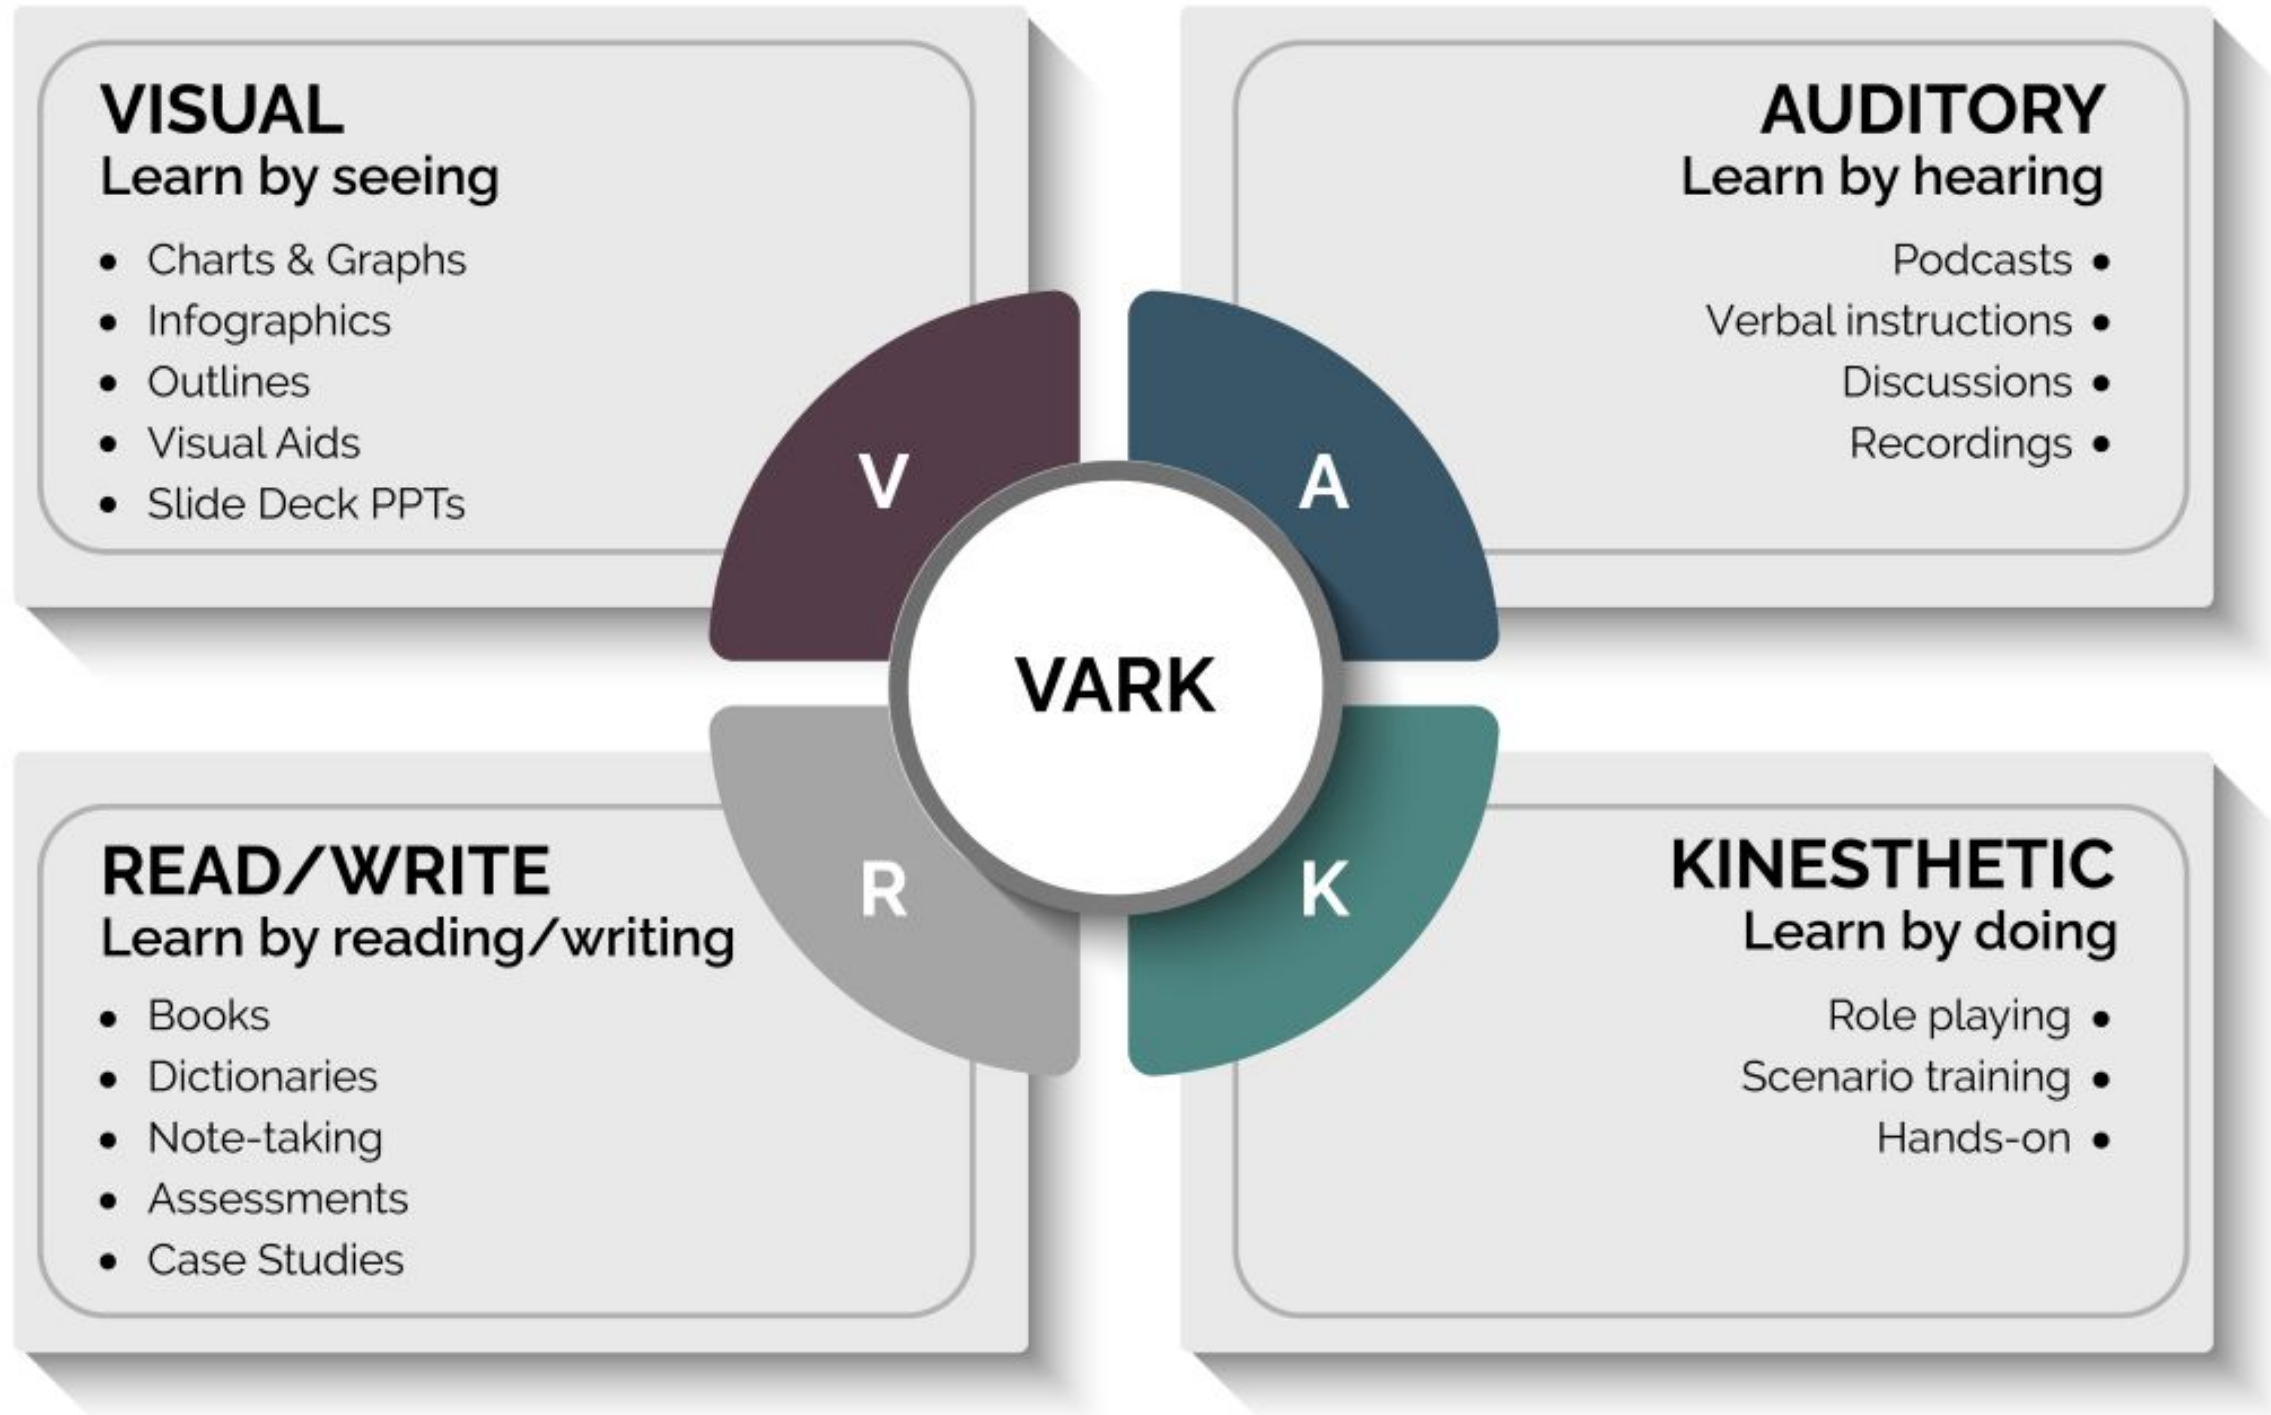 VISUAL
Learn by seeing
• Charts & Graphs
• Infographics
• Outlines
• Visual Aids
• Slide Deck PPTs
AUDITORY
Learn by hearing
Podcasts •
Verbal instructions •
Discussions •
Recordings •
V
A
VARK
R
K
READ/WRITE
Learn by reading/writing
• Books
• Dictionaries
• Note-taking
• Assessments
• Case Studies
KINESTHETIC
Learn by doing
Role playing •
Scenario training •
Hands-on •